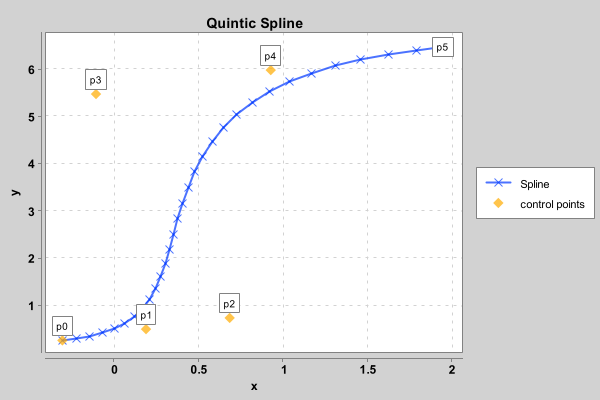 Quintic Spline
p5
p4
p3
6
5
4
y
3
Spline
control points
2
p2
1
p1
p0
0
0.5
1
1.5
2
x